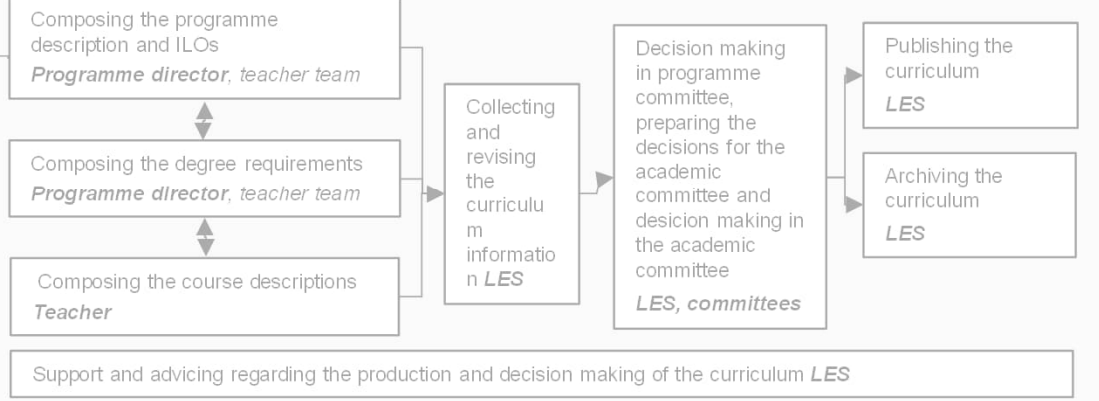 Composing the programme
description and ILOs
Programme director, teacher team
Composing the degree requirements
Programme director, teacher team
Composing the course descriptions
Teacher
Collecting
and
revising
the
curriculu
m
informatio
n LES
Decision making
in programme
committee,
preparing the
decisions for the
academic
committee and
desicion making in
the academic
committee
LES, committees
Publishing the
curriculum
LES
Archiving the
curriculum
LES
Support and advicing regarding the production and decision making of the curriculum LES